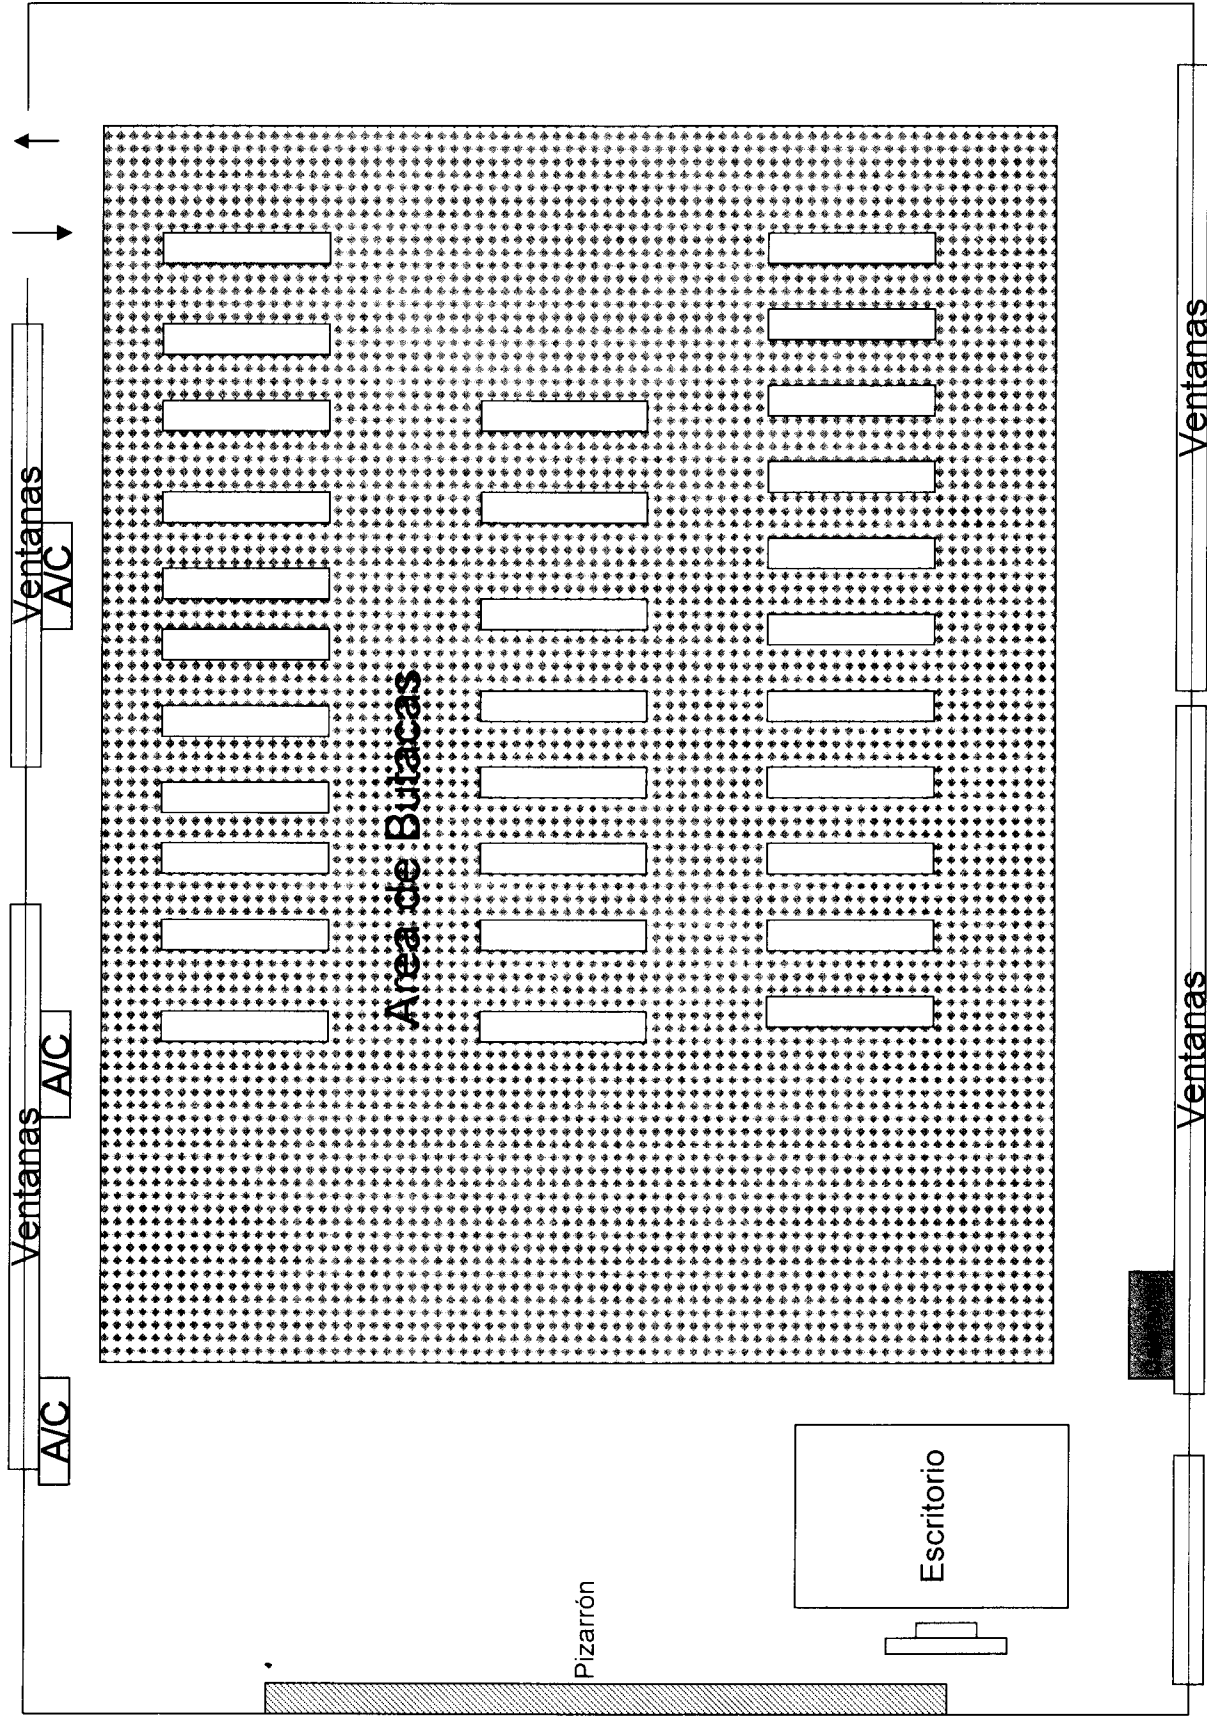 Ventanas
A/C
Ventanas
A/C
A/C
Area de Butacas
Ventanas
Ventanas
Escritorio
Pizarrón